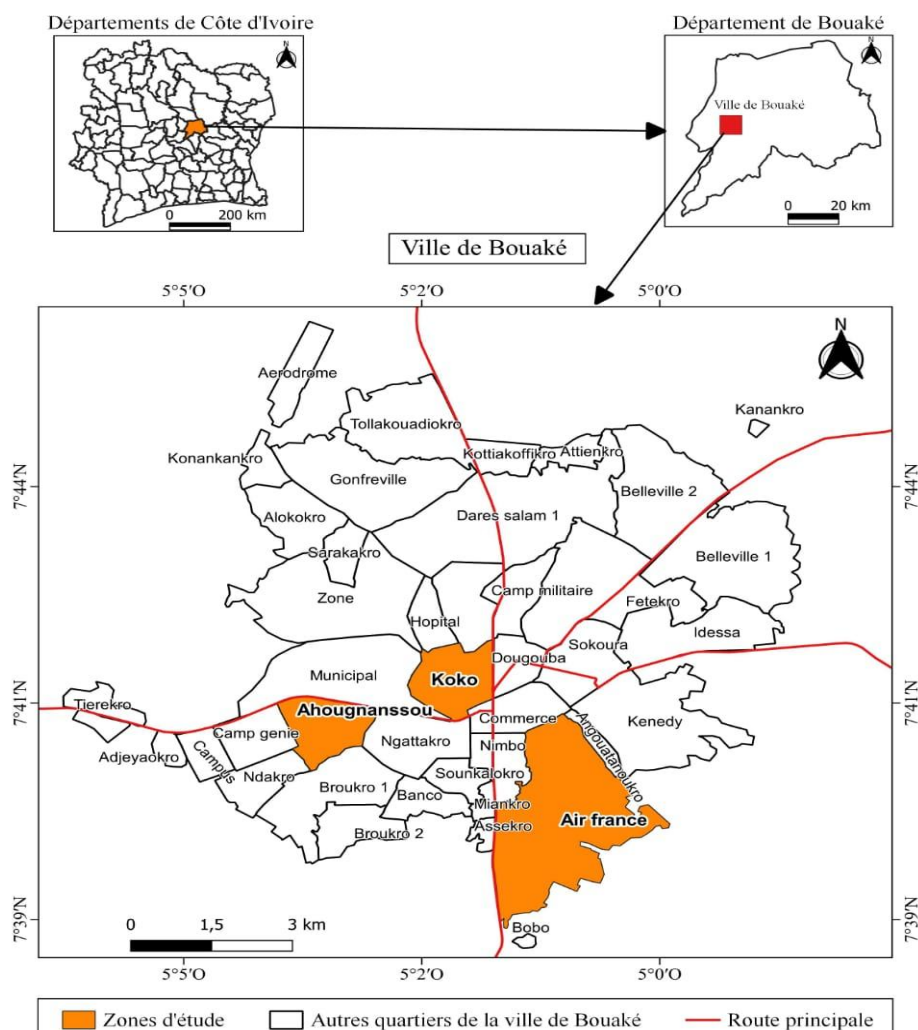 Départements de Côte d'Ivoire
N
0 200 km
Département de Bouaké
N
Ville de Bouaké
0 20 km
Ville de Bouaké
5°5'O 5°2'O 5°0'O
N
Aerodrome
Kanankro
Tollakouadiokro
Kottiakoffikro
Attienkro
Konankankro
7°44'N
7°44'N
Gonfreville
Belleville 2
Alokokro
Dares salam 1
Sarakakro
Belleville 1
Zone
Camp militaire
Fetekro
Hopital
Idessa
Sokoura
Dougouba
Municipal
Koko
7°41'N
7°41'N
Tierekro
Ahougnanssou
Commerce
Kenedy
Angouatanoukro
Camp genie
Adjeyaokro
Campus
Ngattakro
Nimbo
Ndakro
Sounkalokro
Broukro 1
Banco
Miankro
Assekro
Air france
Broukro 2
7°39'N
7°39'N
Bobo
0 1,5 3 km
5°5'O 5°2'O 5°0'O
Zones d'étude Autres quartiers de la ville de Bouaké Route principale